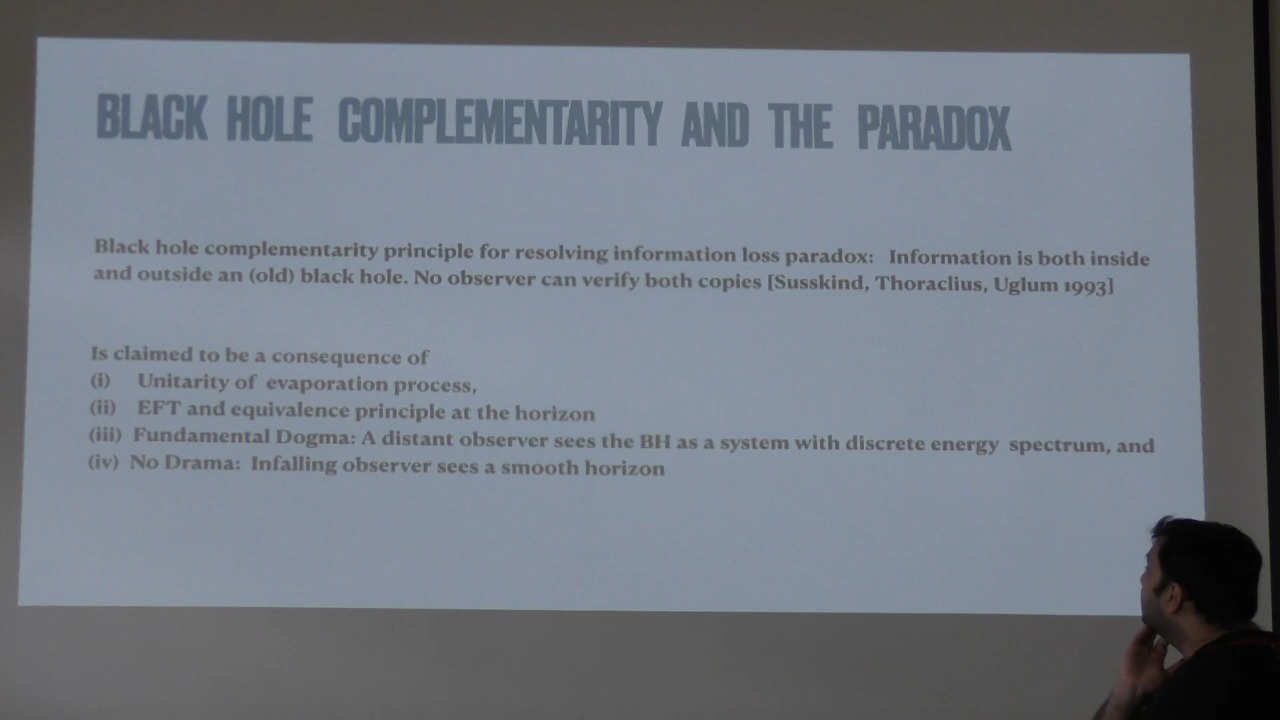 BLACK HOLE COMPLEMENTARITY AND THE PARADOX
Black hole complementarity principle for resolving information loss paradox: Information is both inside
and outside an (old) black hole. No observer can verify both copies [Susskind, Thoraclius, Uglum 1993]
Is claimed to be a consequence of
(i) Unitarity of evaporation process,
(ii) EFT and equivalence principle at the horizon
(iii) Fundamental Dogma: A distant observer sees the BH as a system with discrete energy spectrum, and
(iv) No Drama: Infalling observer sees a smooth horizon